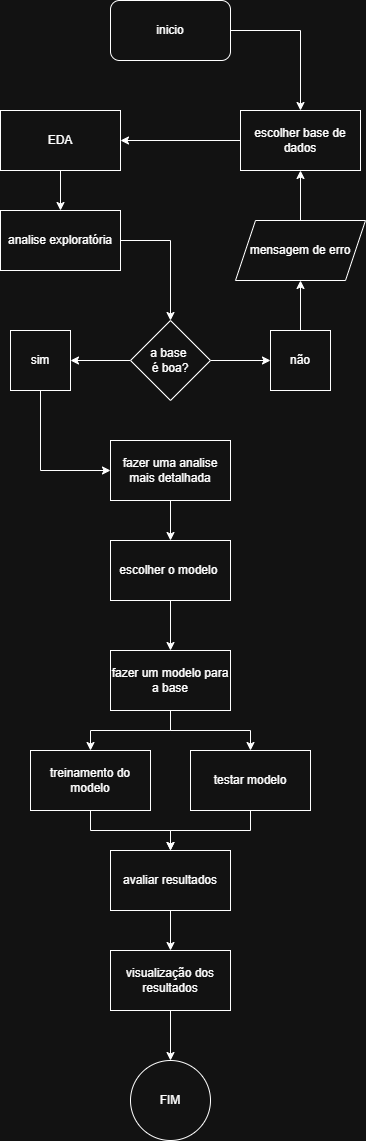 inicio
escolher base de
dados
EDA
analise exploratória
mensagem de erro
a base
é boa?
sim
não
fazer uma analise
mais detalhada
escolher o modelo
fazer um modelo para
a base
treinamento do
modelo
testar modelo
avaliar resultados
visualização dos
resultados
FIM